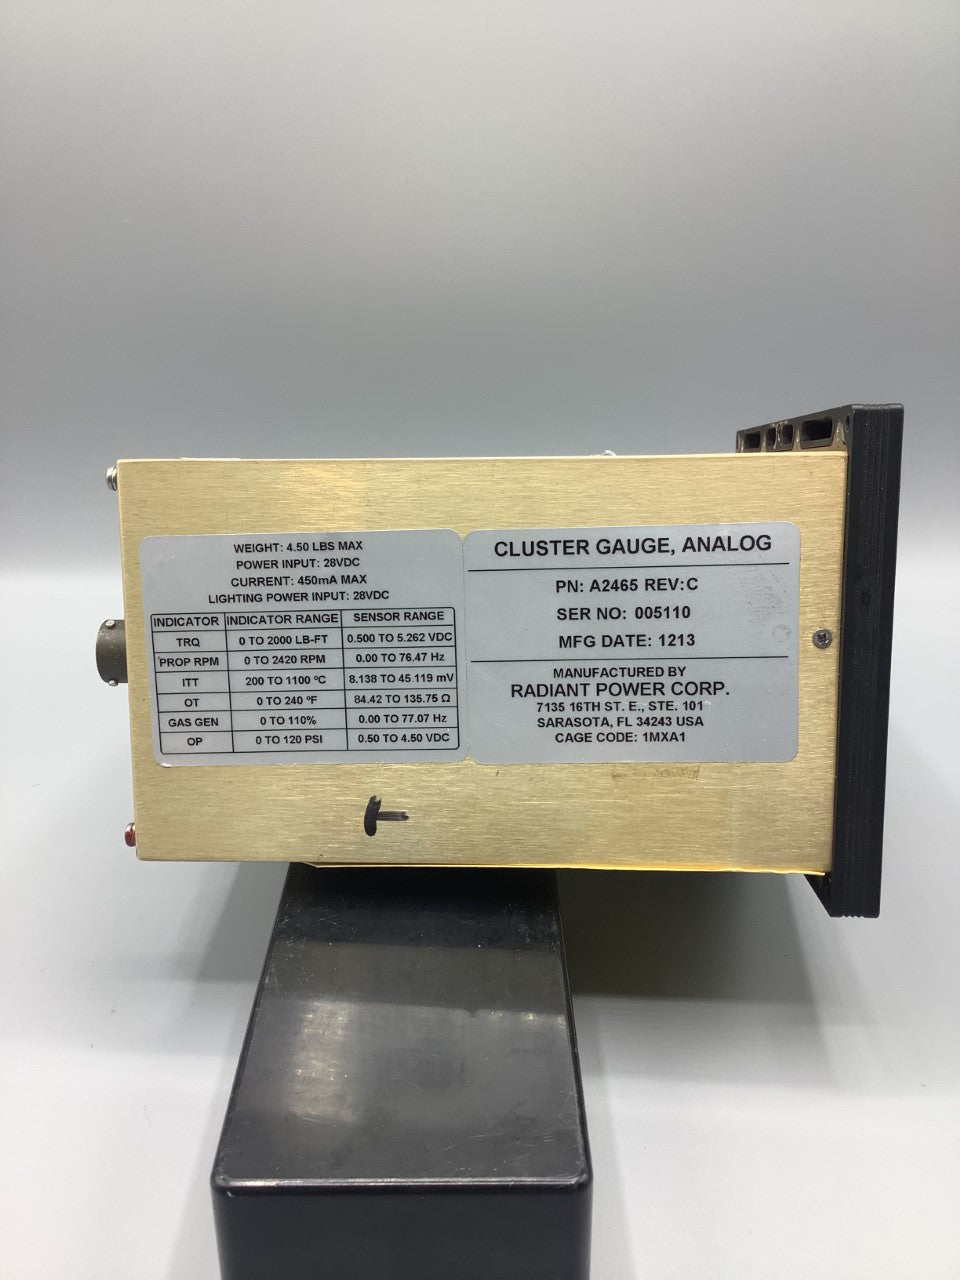 WEIGHT: 4.50 LBS MAX
POWER INPUT: 28VDC
CURRENT: 450mA MAX
LIGHTING POWER INPUT: 28VDC
INDICATOR INDICATOR RANGE SENSOR RANGE
TRQ 0 TO 2000 LB-FT 0.500 TO 5.262 VDC
PROP RPM 0 TO 2420 RPM 0.00 TO 76.47 Hz
ITT 200 TO 1100 ºC 8.138 TO 45.119 mV
OT 0 TO 240 ºF 84.42 TO 135.75 Ω
GAS GEN 0 TO 110% 0.00 TO 77.07 Hz
OP 0 TO 120 PSI 0.50 TO 4.50 VDC
CLUSTER GAUGE, ANALOG
PN: A2465 REV:C
SER NO: 005110
MFG DATE: 1213
MANUFACTURED BY
RADIANT POWER CORP.
7135 16TH ST. E., STE. 101
SARASOTA, FL 34243 USA
CAGE CODE: 1MXA1